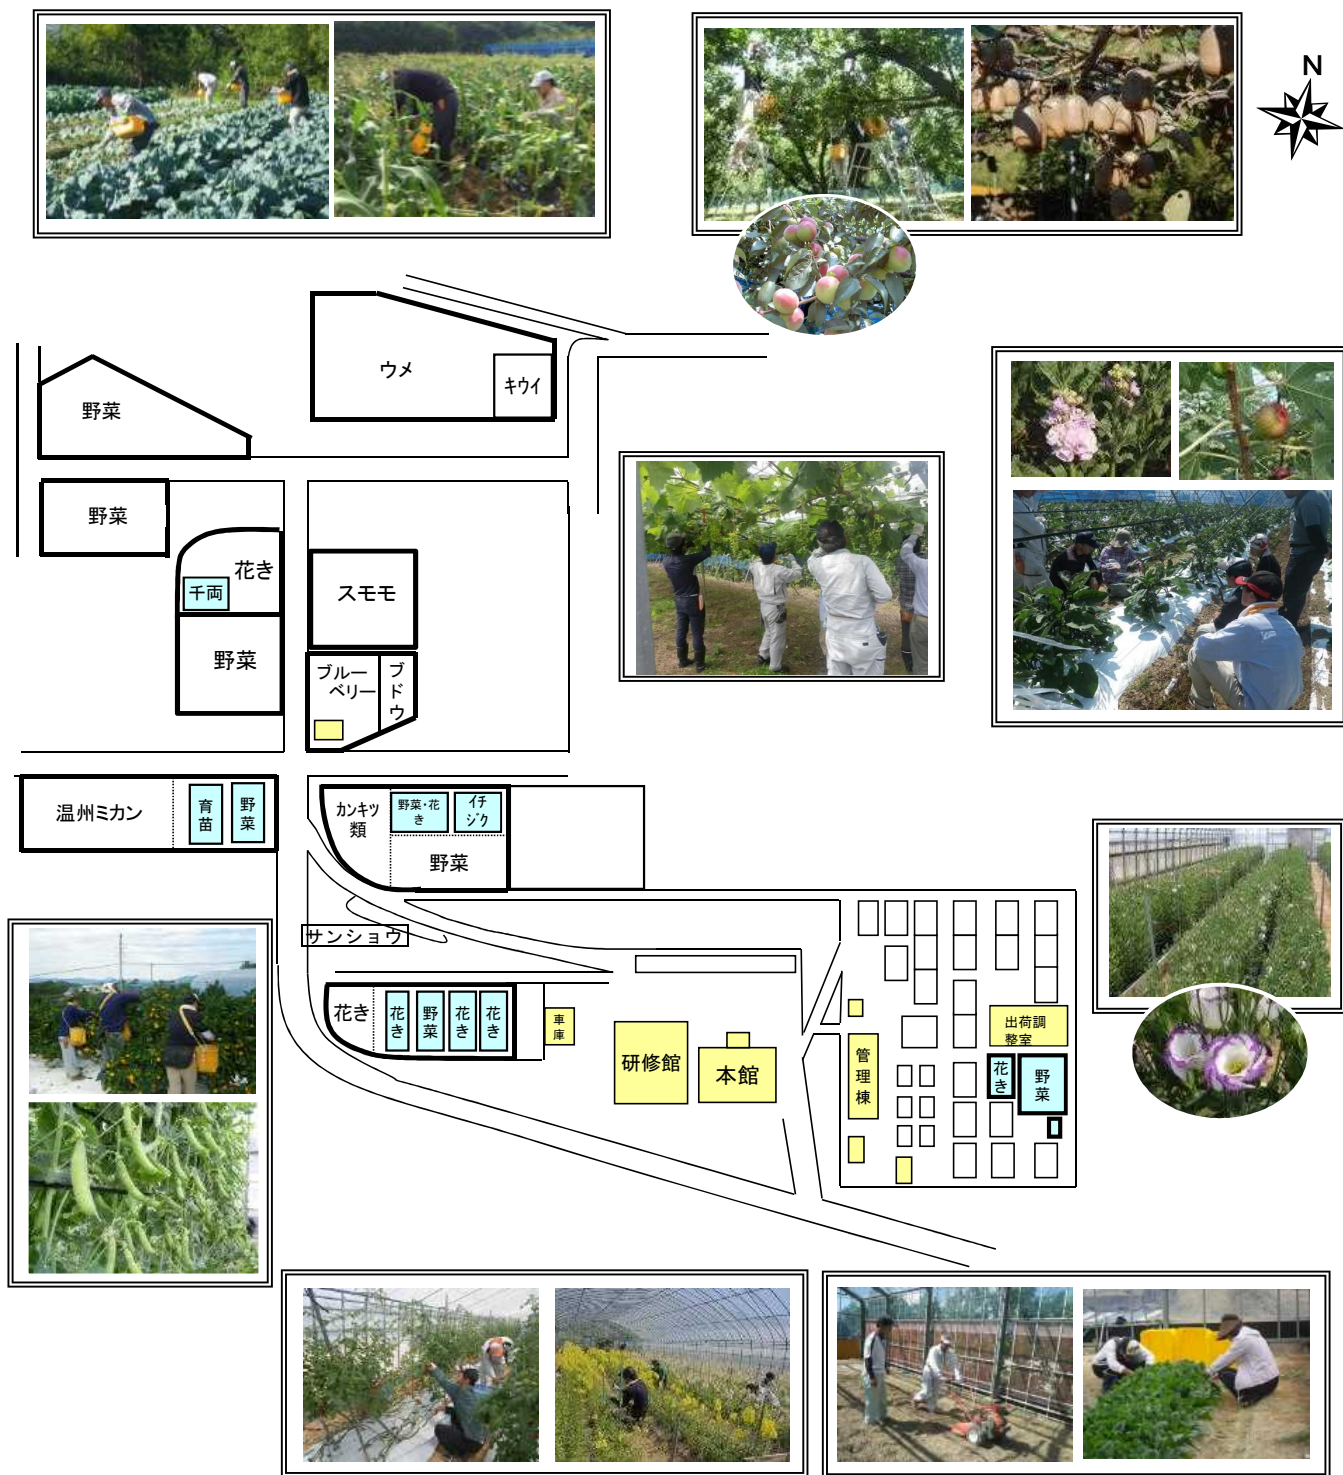 N
ウメ
キウイ
野菜
野菜
花き
千両
野菜
スモモ
ブルー
ベリー
ブ
ド
ウ
温州ミカン
育
苗
野
菜
カンキツ
類
野菜・花
き
イチ
ジク
野菜
サンショウ
花き
花
き
野
菜
花
き
花
き
車
庫
研修館
本館
管
理
棟
出荷調
整室
花
き
野
菜